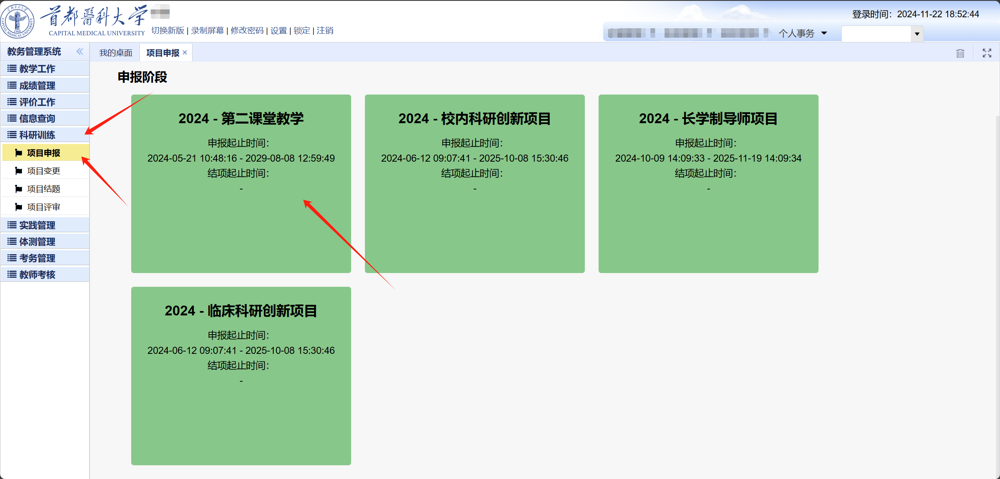 首都醫科大学
CAPITAL MEDICAL UNIVERSITY
切换新版 | 录制屏幕 | 修改密码 | 设置 | 锁定 | 注销
登录时间：2024-11-22 18:52:44
个人事务
教务管理系统
我的桌面
项目申报
教学工作
成绩管理
评价工作
信息查询
科研训练
项目申报
项目变更
项目结题
项目评审
实践管理
体测管理
考务管理
教师考核
申报阶段
2024 - 第二课堂教学
申报起止时间：
2024-05-21 10:48:16 - 2029-08-08 12:59:49
结项起止时间：
-
2024 - 校内科研创新项目
申报起止时间：
2024-06-12 09:07:41 - 2025-10-08 15:30:46
结项起止时间：
-
2024 - 长学制导师项目
申报起止时间：
2024-10-09 14:09:33 - 2025-11-19 14:09:34
结项起止时间：
-
2024 - 临床科研创新项目
申报起止时间：
2024-06-12 09:07:41 - 2025-10-08 15:30:46
结项起止时间：
-